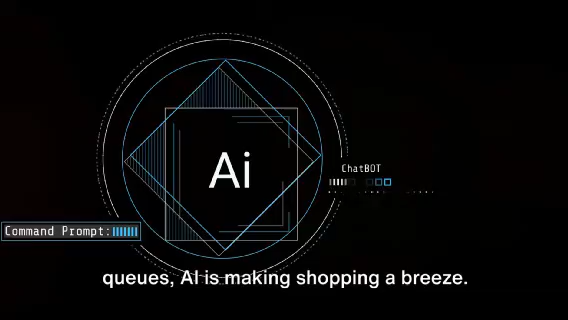 ChatBOT
Ai
Command Prompt:
queues, AI is making shopping a breeze.